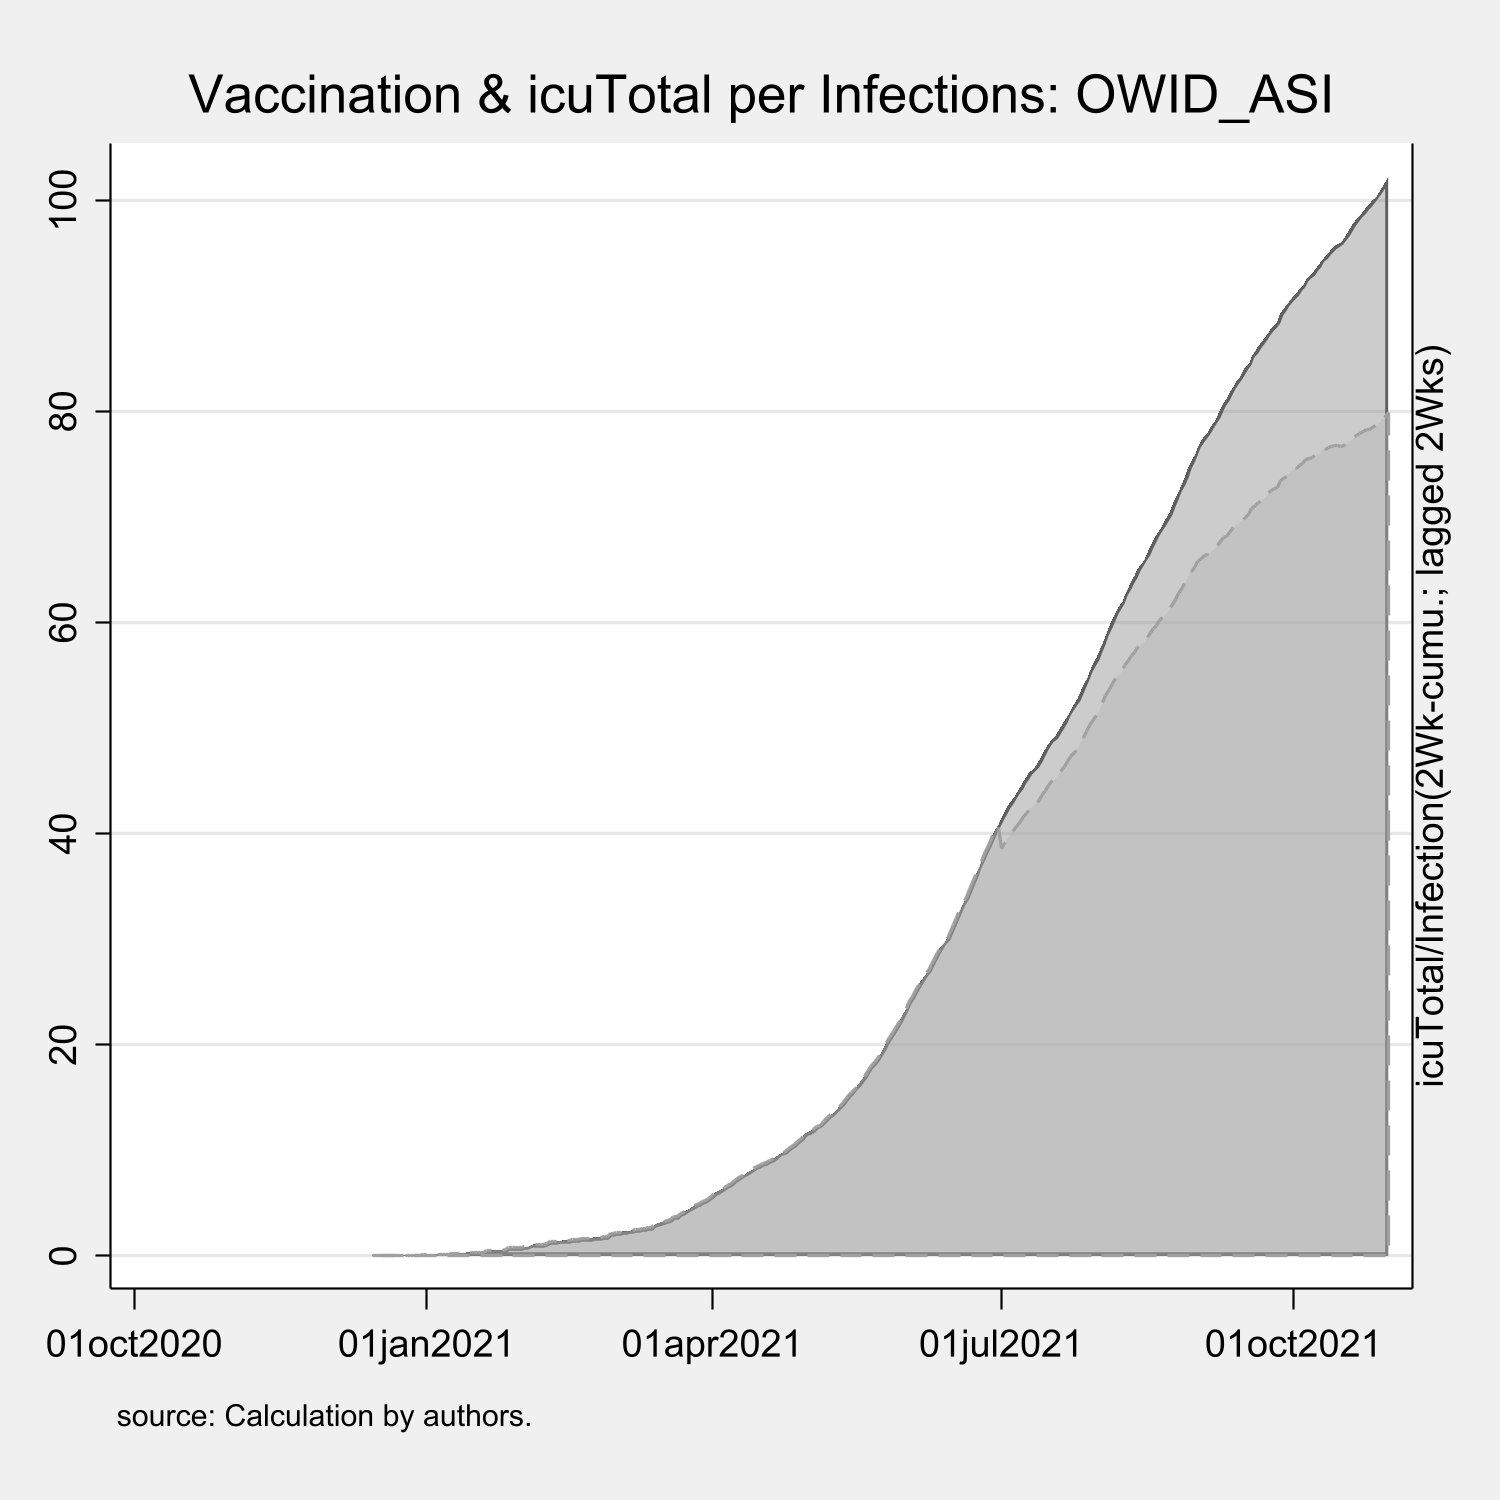 Vaccination & icuTotal per Infections: OWID_ASI
100
80
60
40
20
0
icuTotal/Infection(2Wk-cumu.; lagged 2Wks)
01oct2020
01jan2021
01apr2021
01jul2021
01oct2021
source: Calculation by authors.